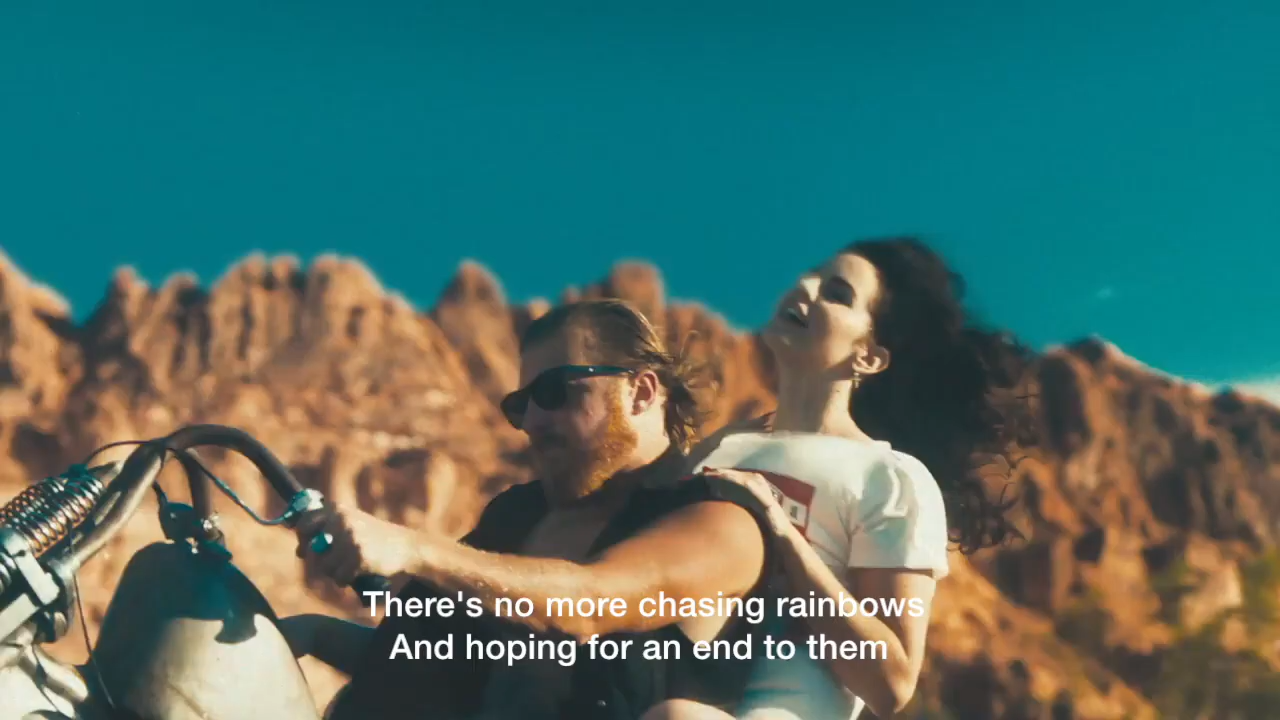 There's no more chasing rainbows
And hoping for an end to them